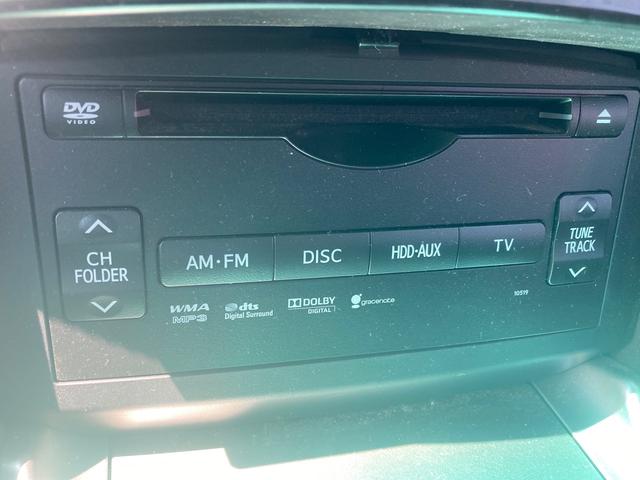 DVD
VIDEO
CH
FOLDER
AM·FM
DISC
HDD·AUX
TV
TUNE
TRACK
WMA
MP3
dts
Digital Surround
DOLBY
DIGITAL
gracenote
10519